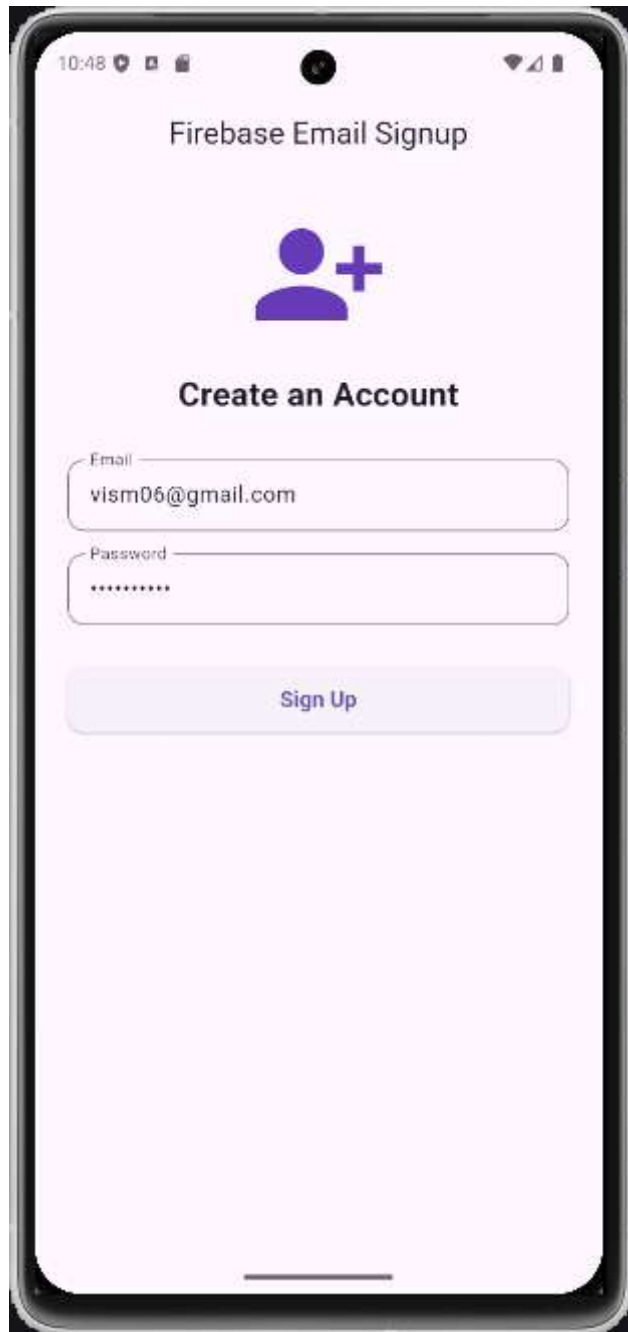 10:48
Firebase Email Signup
Create an Account
Email
vism06@gmail.com
Password
••••••••••
Sign Up